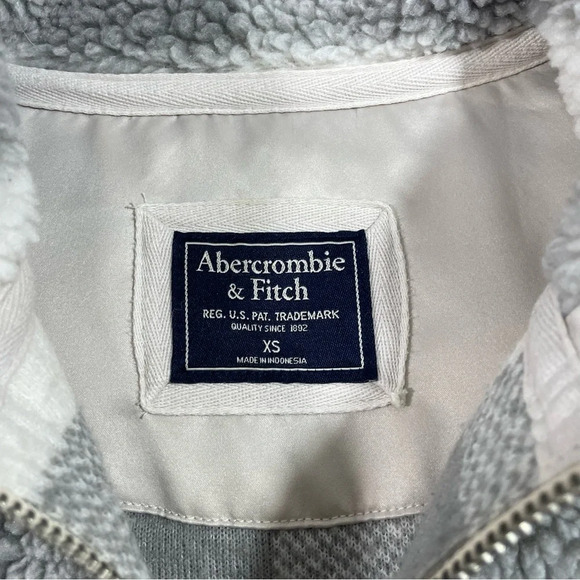 Abercrombie
& Fitch
REG. U.S. PAT. TRADEMARK
QUALITY SINCE 1892
XS
MADE IN INDONESIA